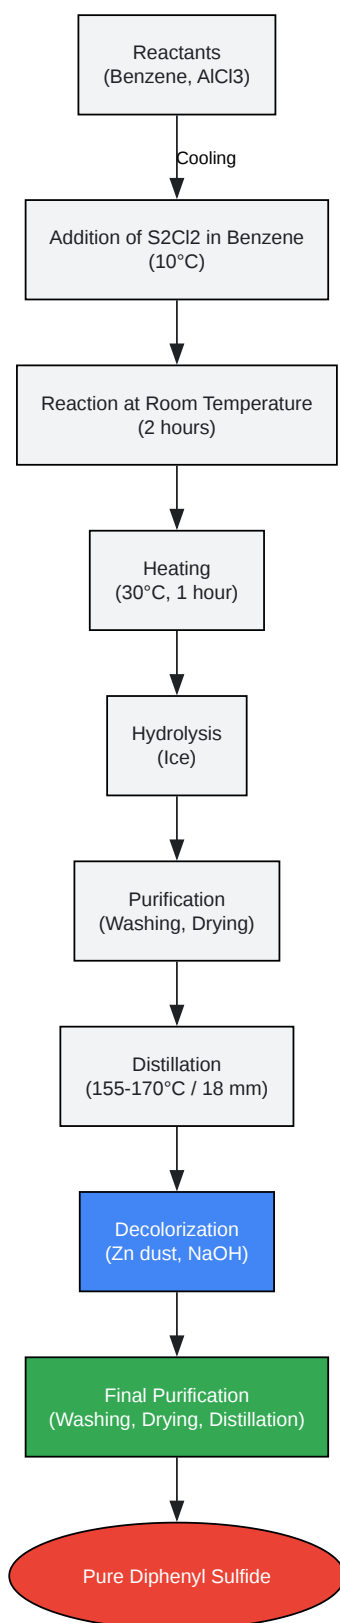 Reactants
(Benzene, AlCl3)
Cooling
Addition of S2Cl2 in Benzene
(10°C)
Reaction at Room Temperature
(2 hours)
Heating
(30°C, 1 hour)
Hydrolysis
(Ice)
Purification
(Washing, Drying)
Distillation
(155-170°C / 18 mm)
Decolorization
(Zn dust, NaOH)
Final Purification
(Washing, Drying, Distillation)
Pure Diphenyl Sulfide